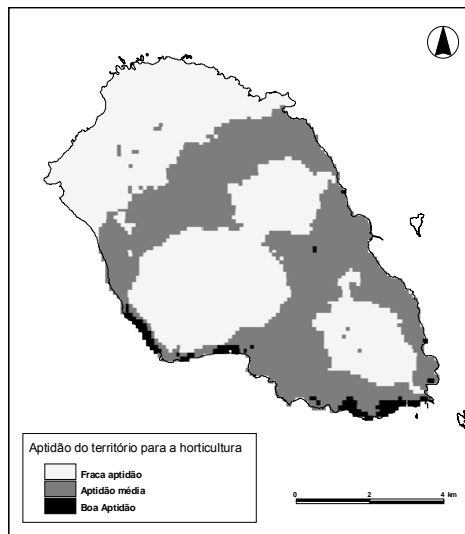 Aptidão do território para a horticultura
Fraca aptidão
Aptidão média
Boa Aptidão
0 2 4 km